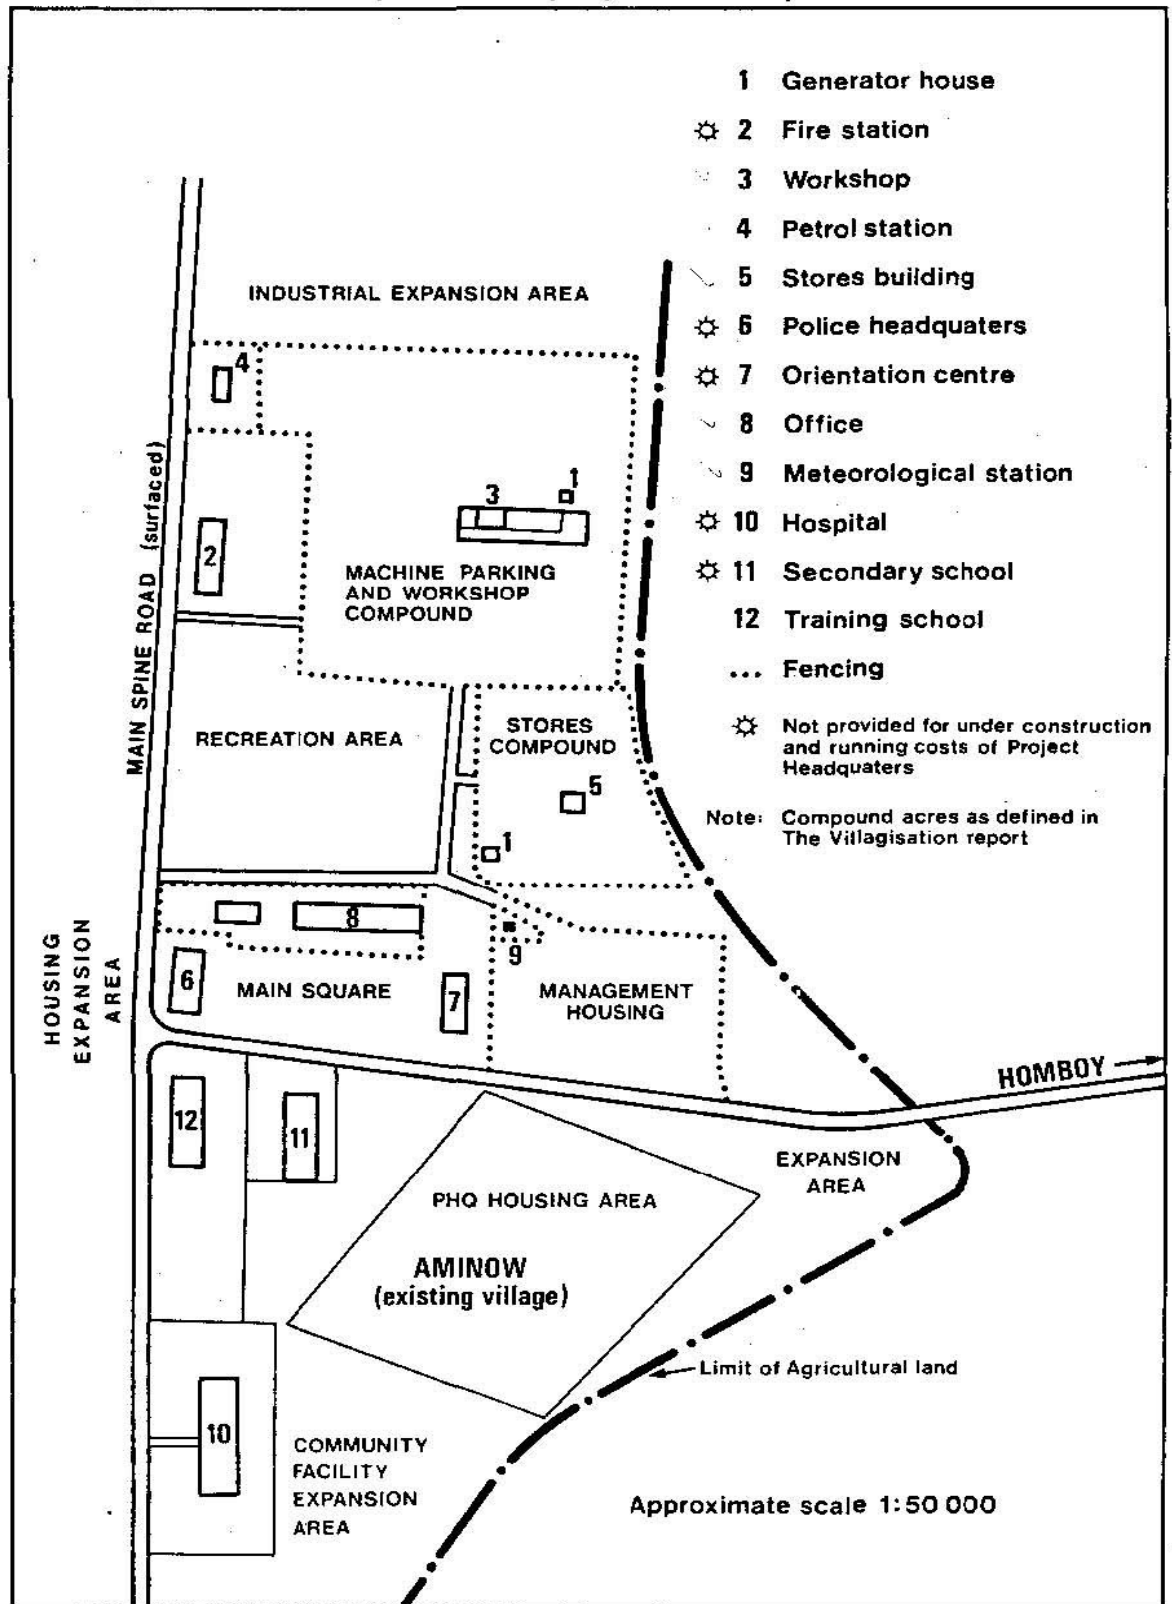 1 Generator house
☼ 2 Fire station
3 Workshop
4 Petrol station
5 Stores building
☼ 6 Police headquaters
☼ 7 Orientation centre
8 Office
9 Meteorological station
☼ 10 Hospital
☼ 11 Secondary school
12 Training school
... Fencing
☼ Not provided for under construction
and running costs of Project
Headquaters
Note: Compound acres as defined in
The Villagisation report
INDUSTRIAL EXPANSION AREA
4
MAIN SPINE ROAD (surfaced)
2
3
1
MACHINE PARKING
AND WORKSHOP
COMPOUND
RECREATION AREA
STORES
COMPOUND
5
1
HOUSING
EXPANSION
AREA
8
9
6
MAIN SQUARE
7
MANAGEMENT
HOUSING
HOMBOY
12
11
EXPANSION
AREA
PHQ HOUSING AREA
AMINOW
(existing village)
Limit of Agricultural land
10
COMMUNITY
FACILITY
EXPANSION
AREA
Approximate scale 1:50 000